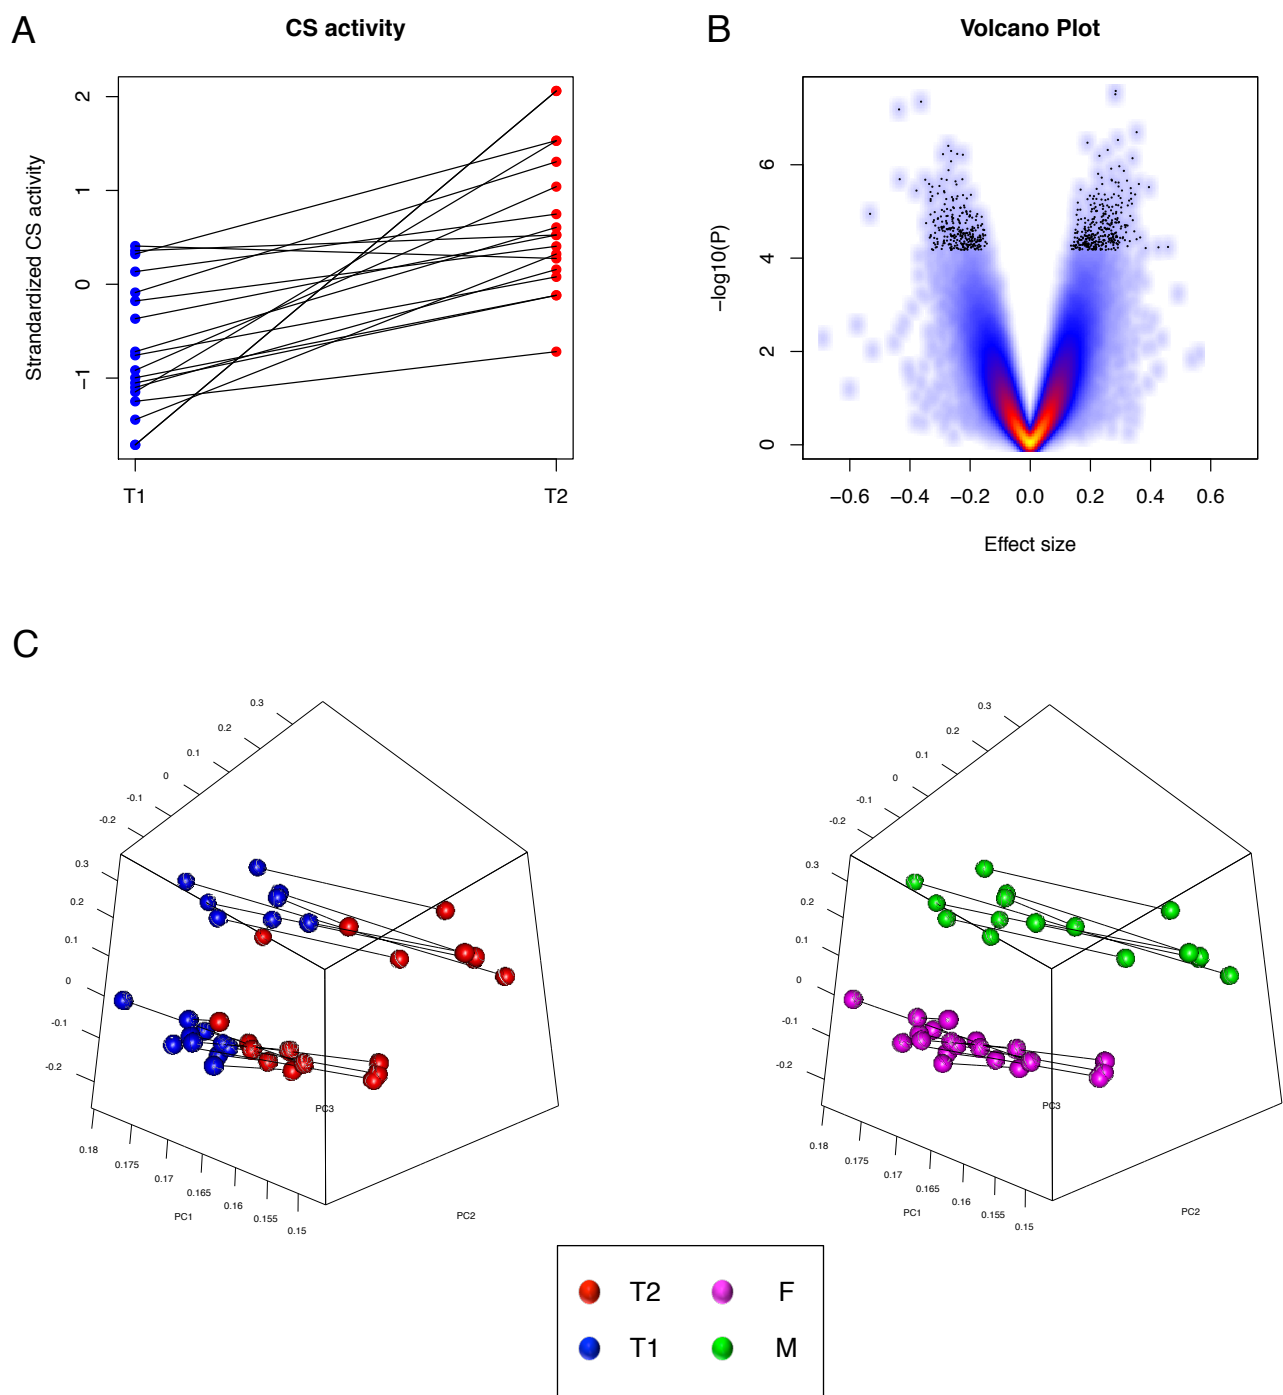 A
CS activity
Strandardized CS activity
2
1
0
−1
T1
T2
B
Volcano Plot
−log10(P)
6
4
2
0
−0.6
−0.4
−0.2
0.0
0.2
0.4
0.6
Effect size
C
0.3
0.2
0.1
0
-0.1
-0.2
0.3
0.2
0.1
0
-0.1
-0.2
0.18
0.175
0.17
0.165
0.16
0.155
0.15
PC1
PC2
PC3
0.3
0.2
0.1
0
-0.1
-0.2
0.3
0.2
0.1
0
-0.1
-0.2
0.18
0.175
0.17
0.165
0.16
0.155
0.15
PC1
PC2
PC3
T2
F
T1
M